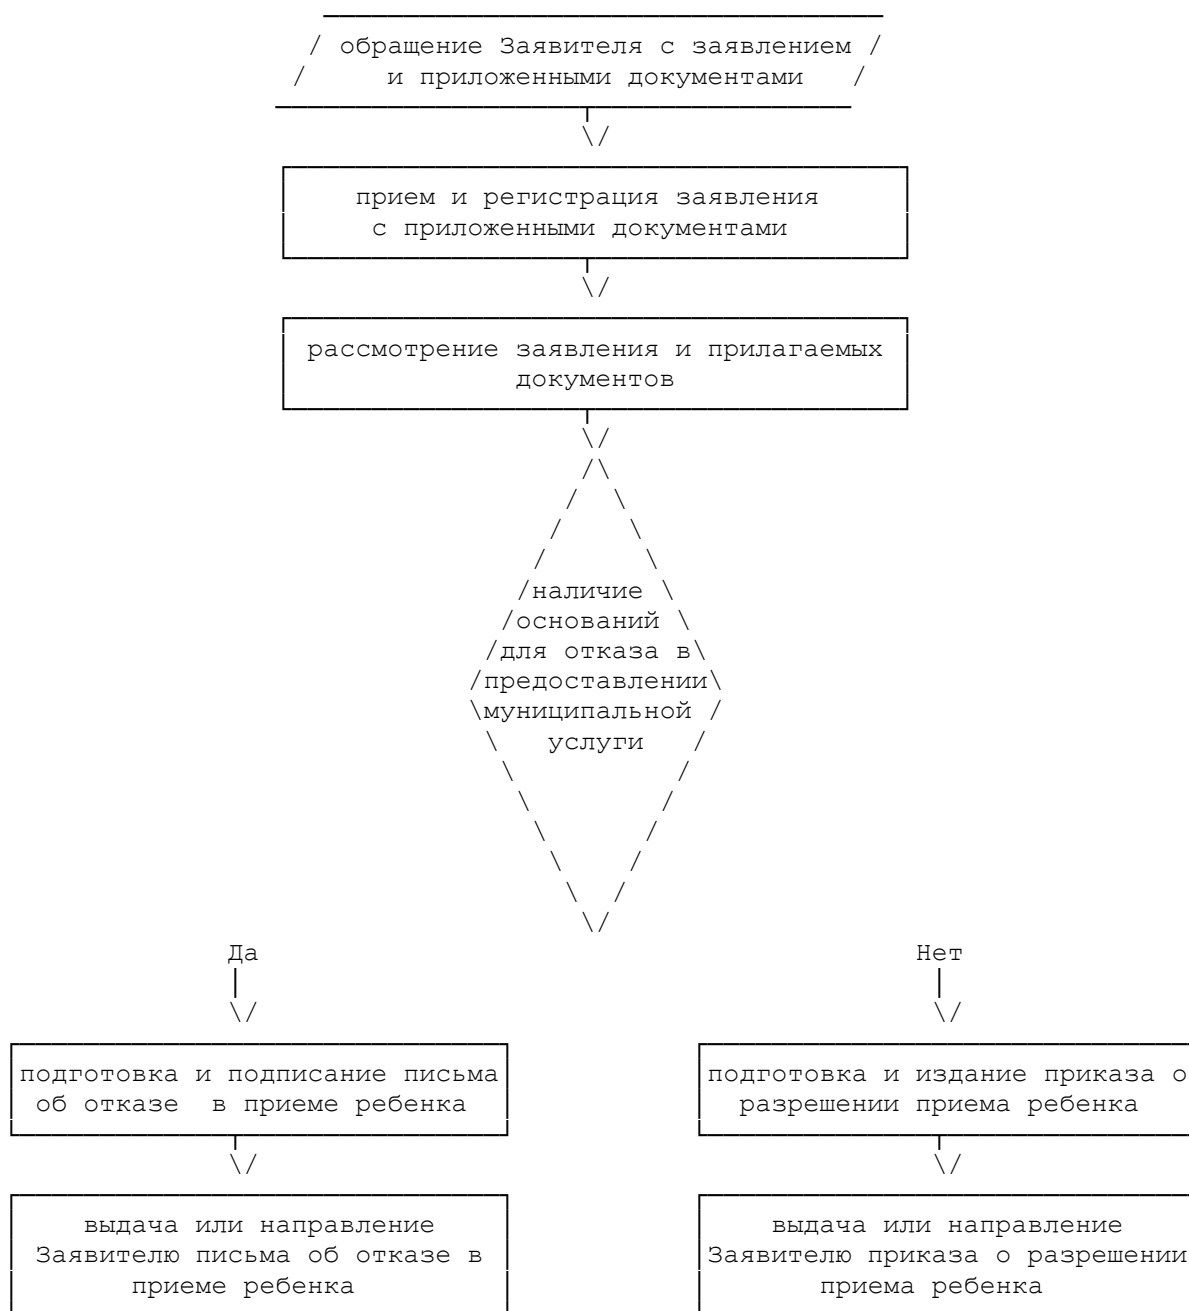 обращение Заявителя с заявлением
и приложенными документами
прием и регистрация заявления
с приложенными документами
рассмотрение заявления и прилагаемых
документов
наличие
оснований
для отказа в
предоставлении
муниципальной
услуги
Да
Нет
подготовка и подписание письма
об отказе в приеме ребенка
подготовка и издание приказа о
разрешении приема ребенка
выдача или направление
Заявителю письма об отказе в
приеме ребенка
выдача или направление
Заявителю приказа о разрешении
приема ребенка